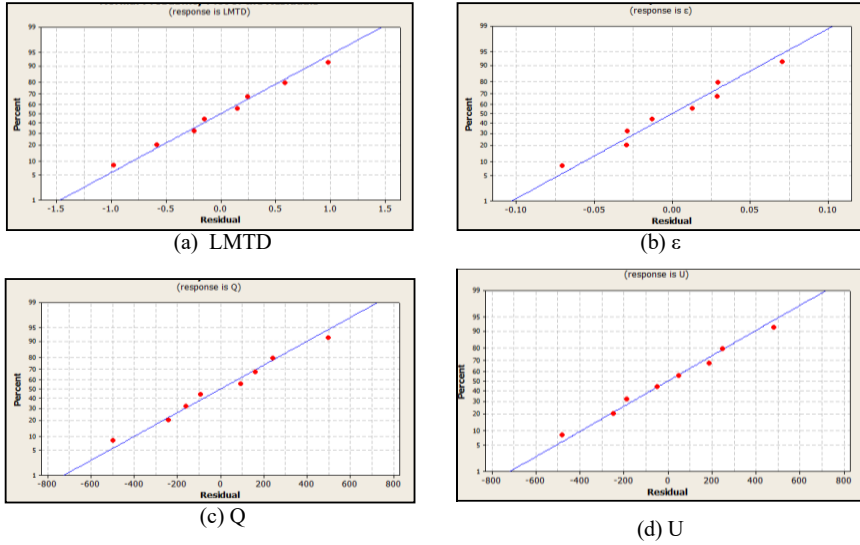 (response is LMTD)
99
95
90
80
70
60
50
40
30
20
10
5
1
Percent
-1.5 -1.0 -0.5 0.0 0.5 1.0 1.5
Residual
(a) LMTD
(response is ε)
99
95
90
80
70
60
50
40
30
20
10
5
1
Percent
-0.10 -0.05 0.00 0.05 0.10
Residual
(b) ε
(response is Q)
99
95
90
80
70
60
50
40
30
20
10
5
1
Percent
-800 -600 -400 -200 0 200 400 600 800
Residual
(c) Q
(response is U)
99
95
90
80
70
60
50
40
30
20
10
5
1
Percent
-800 -600 -400 -200 0 200 400 600 800
Residual
(d) U